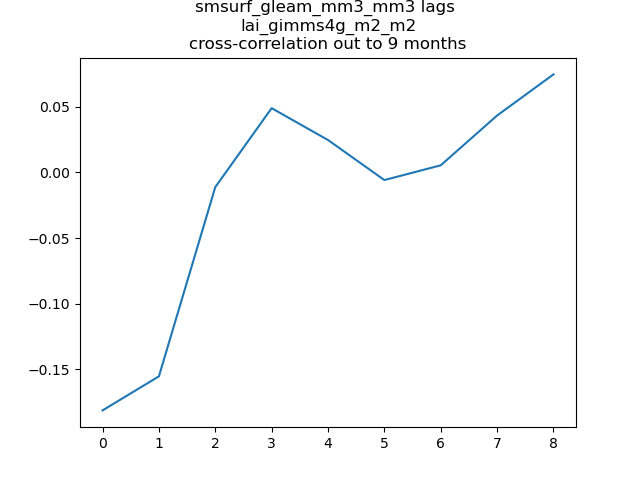 smsurf_gleam_mm3_mm3 lags
lai_gimms4g_m2_m2
cross-correlation out to 9 months
0.05
0.00
−0.05
−0.10
−0.15
0 1 2 3 4 5 6 7 8